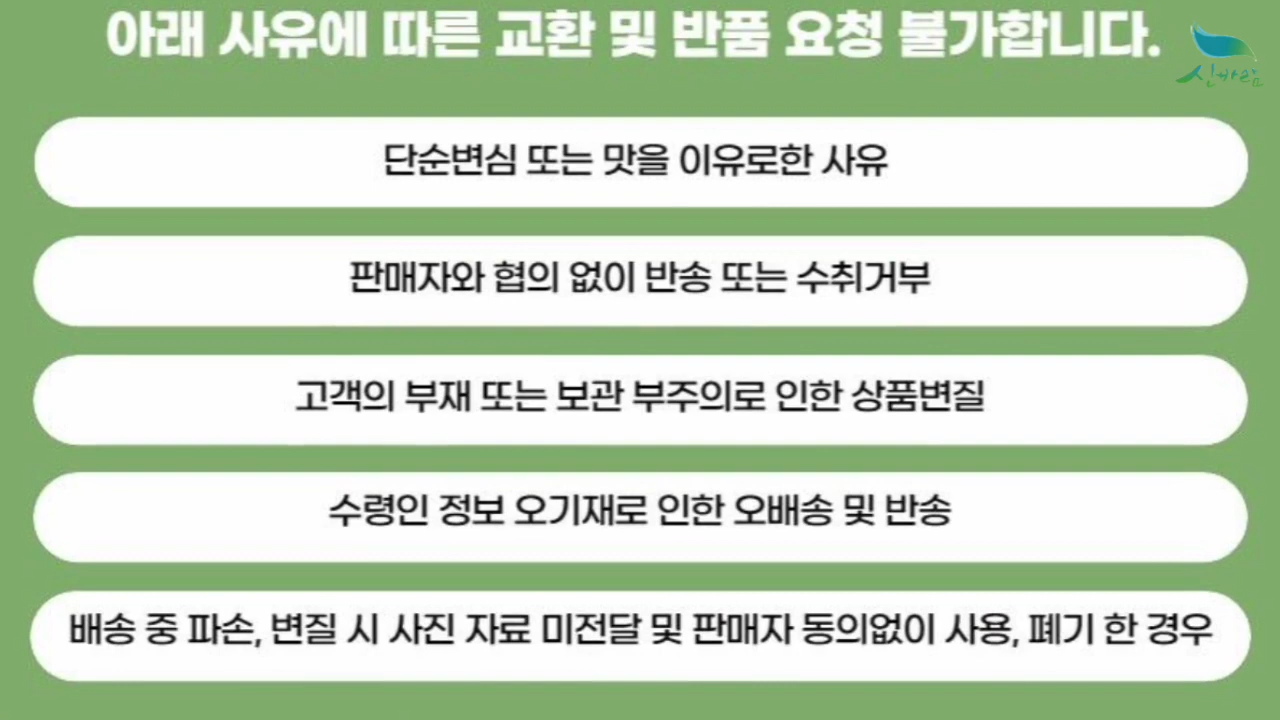 아래 사유에 따른 교환 및 반품 요청 불가합니다.
신바람
단순변심 또는 맛을 이유로한 사유
판매자와 협의 없이 반송 또는 수취거부
고객의 부재 또는 보관 부주의로 인한 상품변질
수령인 정보 오기재로 인한 오배송 및 반송
배송 중 파손, 변질 시 사진 자료 미전달 및 판매자 동의없이 사용, 폐기 한 경우